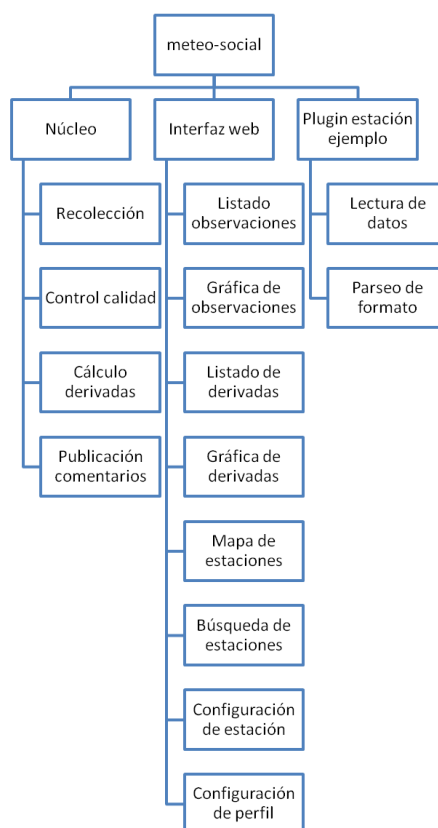 meteo-social
Núcleo
Interfaz web
Plugin estación
ejemplo
Recolección
Control calidad
Cálculo
derivadas
Publicación
comentarios
Listado
observaciones
Gráfica de
observaciones
Listado de
derivadas
Gráfica de
derivadas
Mapa de
estaciones
Búsqueda de
estaciones
Configuración
de estación
Configuración
de perfil
Lectura de
datos
Parseo de
formato